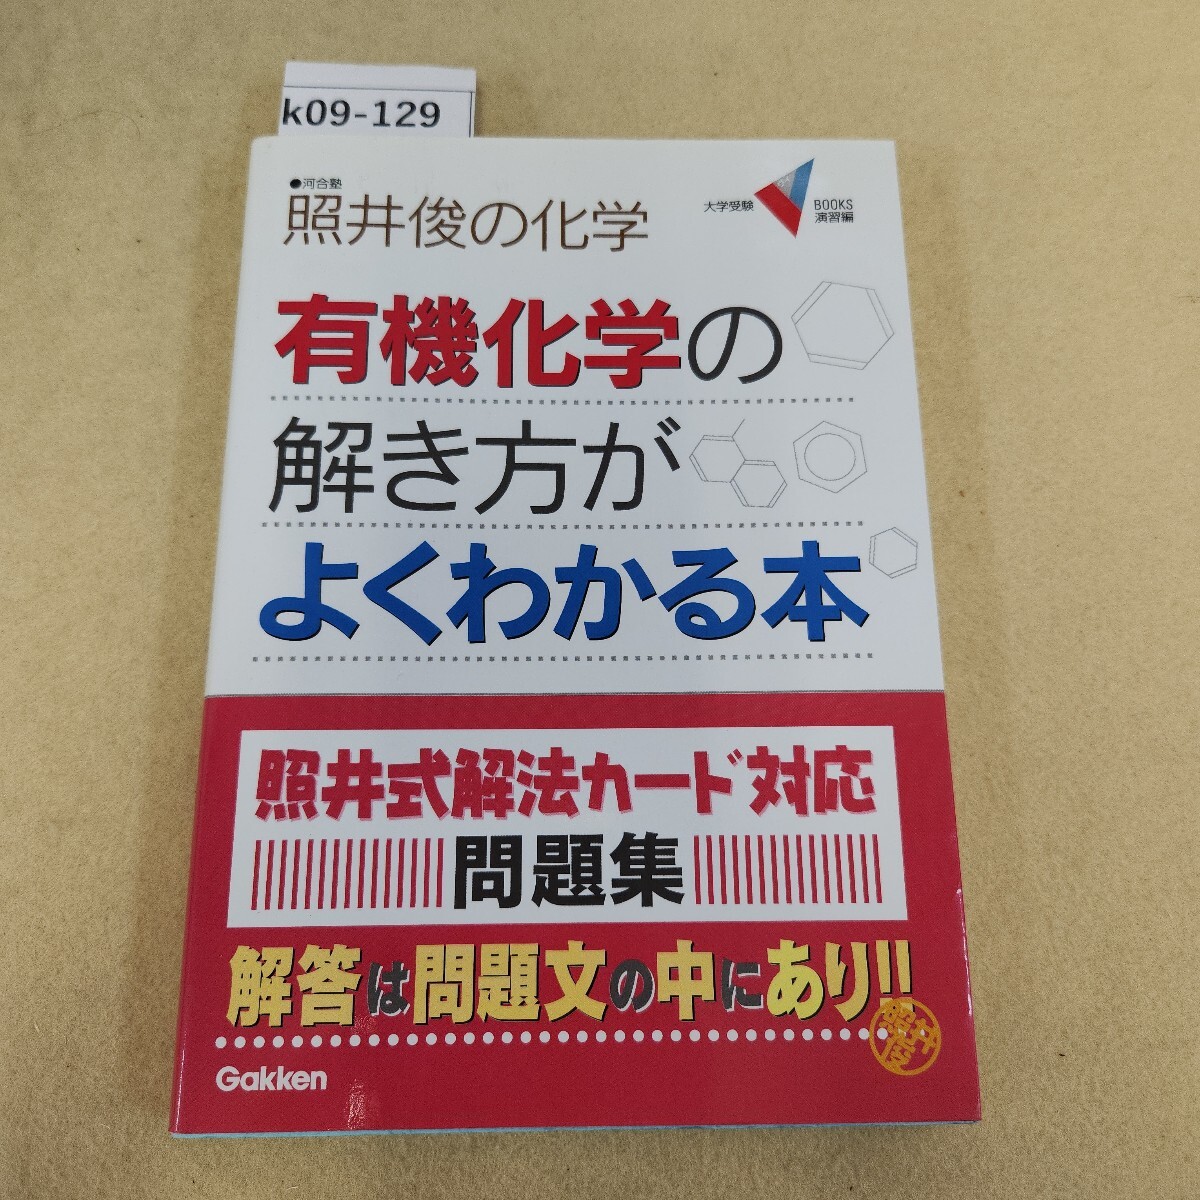 k09-129
●河合塾
照井俊の化学
大学受験 V BOOKS
演習編
有機化学の
解き方が
よくわかる本
照井式解法カード対応
問題集
解答は問題文の中にあり!!
照井俊
Gakken